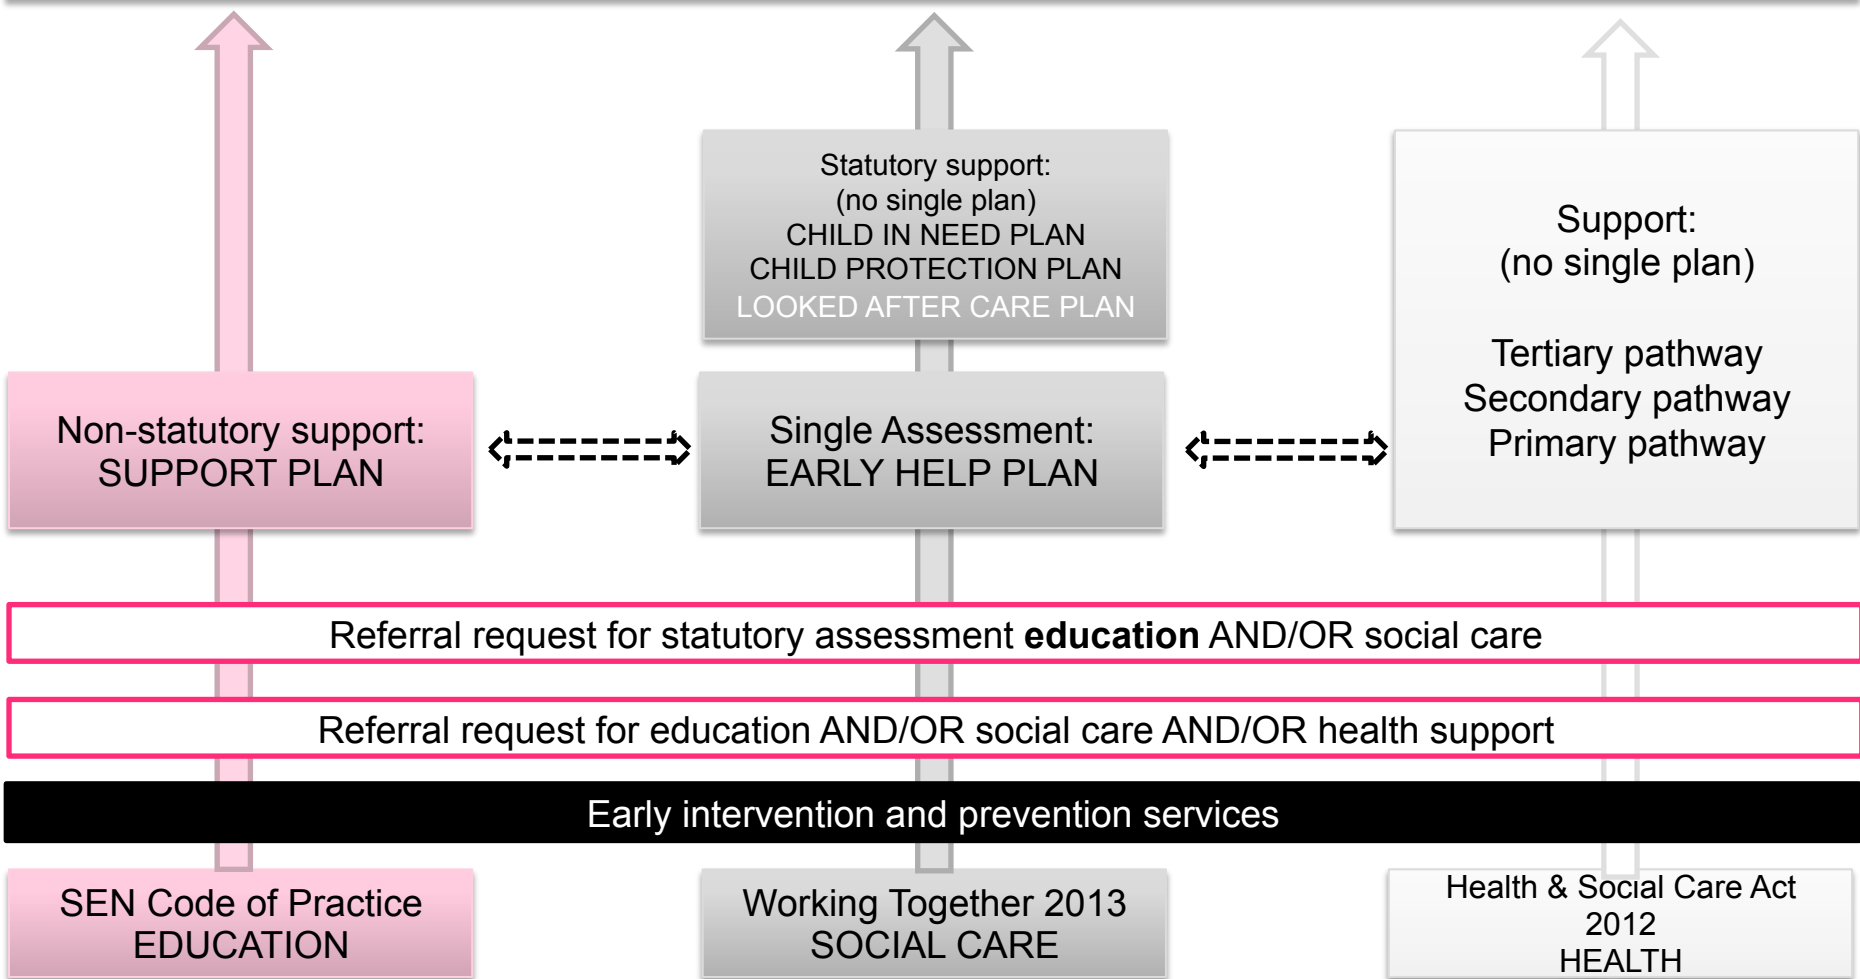 Statutory support:
(no single plan)
CHILD IN NEED PLAN
CHILD PROTECTION PLAN
LOOKED AFTER CARE PLAN
Support:
(no single plan)
Tertiary pathway
Secondary pathway
Primary pathway
Non-statutory support:
SUPPORT PLAN
Single Assessment:
EARLY HELP PLAN
Referral request for statutory assessment education AND/OR social care
Referral request for education AND/OR social care AND/OR health support
Early intervention and prevention services
SEN Code of Practice
EDUCATION
Working Together 2013
SOCIAL CARE
Health & Social Care Act
2012
HEALTH